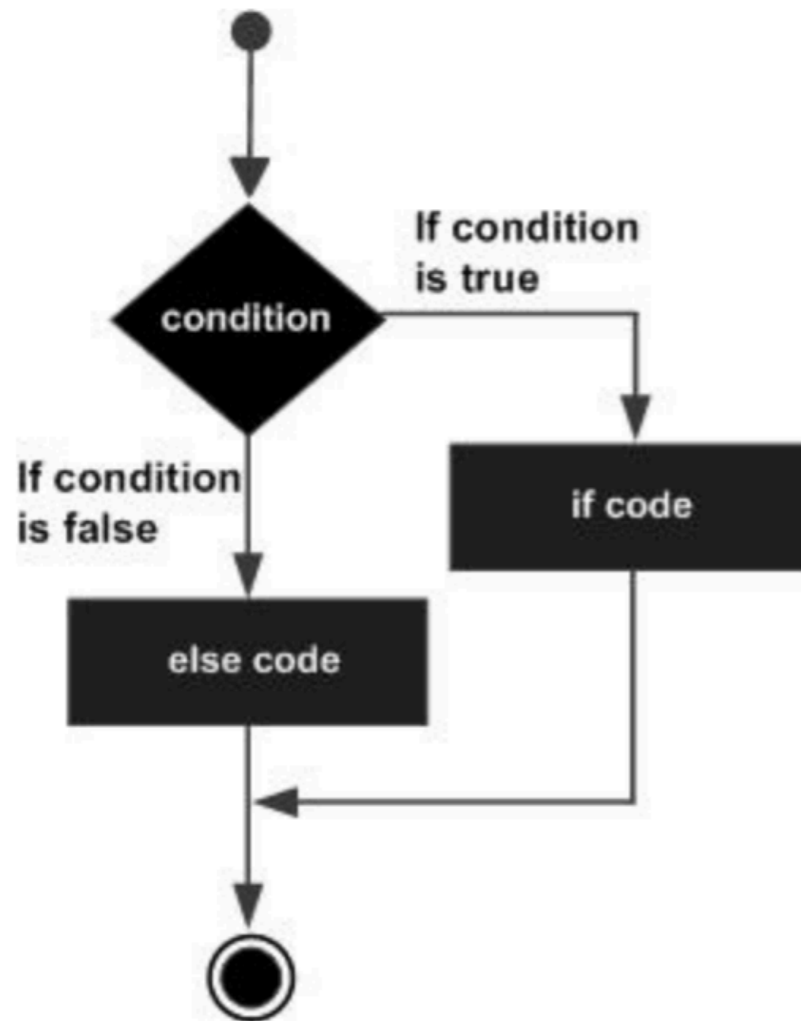 If condition
is true
condition
If condition
is false
if code
else code